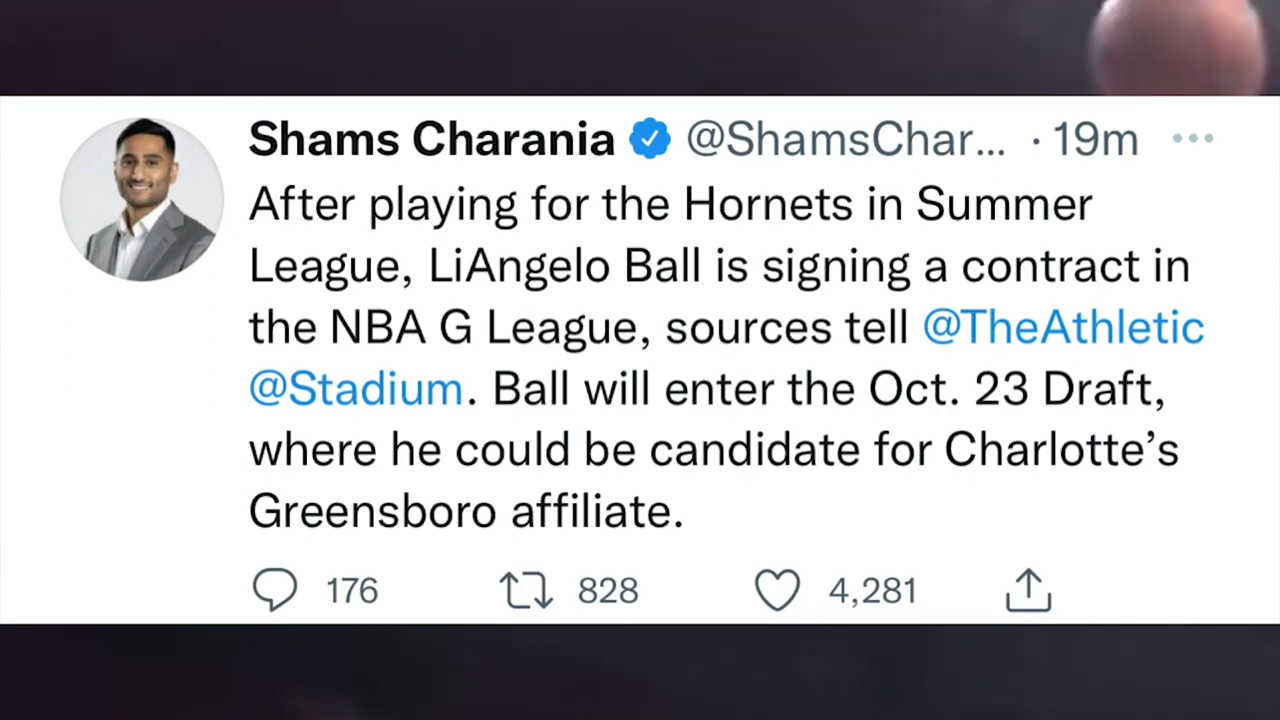 Shams Charania @ShamsChar... · 19m
After playing for the Hornets in Summer
League, LiAngelo Ball is signing a contract in
the NBA G League, sources tell @TheAthletic
@Stadium. Ball will enter the Oct. 23 Draft,
where he could be candidate for Charlotte’s
Greensboro affiliate.
176 828 4,281